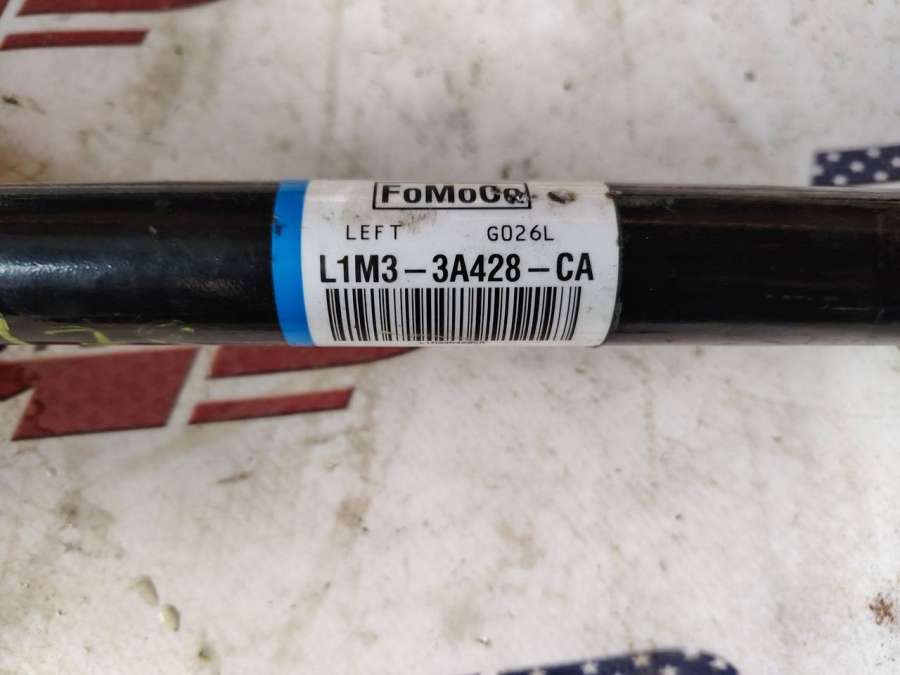 FoMoCo
LEFT G026L
L1M3-3A428-CA